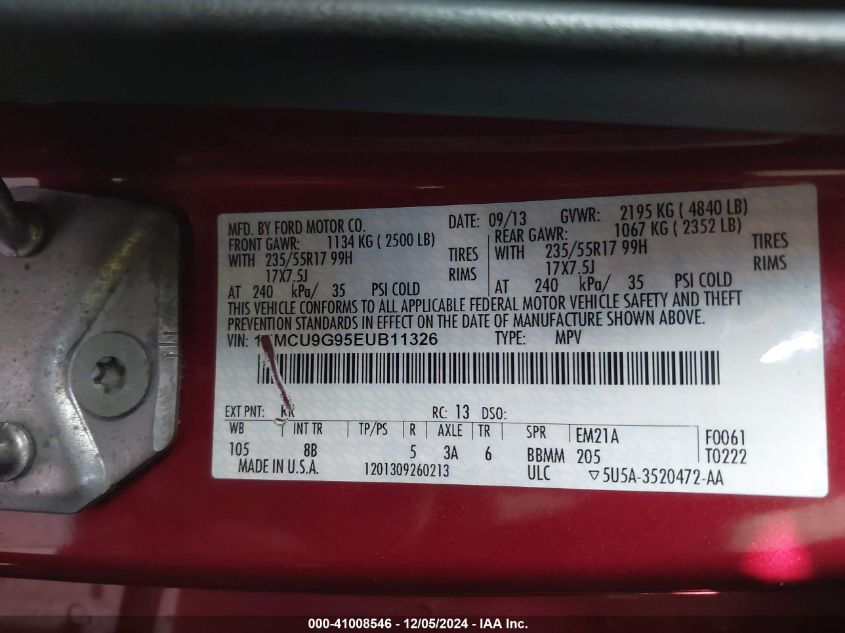 MFD. BY FORD MOTOR CO. DATE: 09/13 GVWR: 2195 KG ( 4840 LB)
FRONT GAWR: 1134 KG ( 2500 LB) REAR GAWR: 1067 KG ( 2352 LB)
WITH 235/55R17 99H TIRES WITH 235/55R17 99H TIRES
17X7.5J RIMS 17X7.5J RIMS
AT 240 kPa/ 35 PSI COLD AT 240 kPa/ 35 PSI COLD
THIS VEHICLE CONFORMS TO ALL APPLICABLE FEDERAL MOTOR VEHICLE SAFETY AND THEFT
PREVENTION STANDARDS IN EFFECT ON THE DATE OF MANUFACTURE SHOWN ABOVE.
VIN: MCU9G95EUB11326 TYPE: MPV
EXT PNT: RR RC: 13 DSO:
WB INT TR TP/PS R AXLE TR SPR EM21A F0061
105 8B 5 3A 6 BBMM 205 T0222
MADE IN U.S.A. 1201309260213 ULC ▽5U5A-3520472-AA
000-41008546 - 12/05/2024 - IAA Inc.